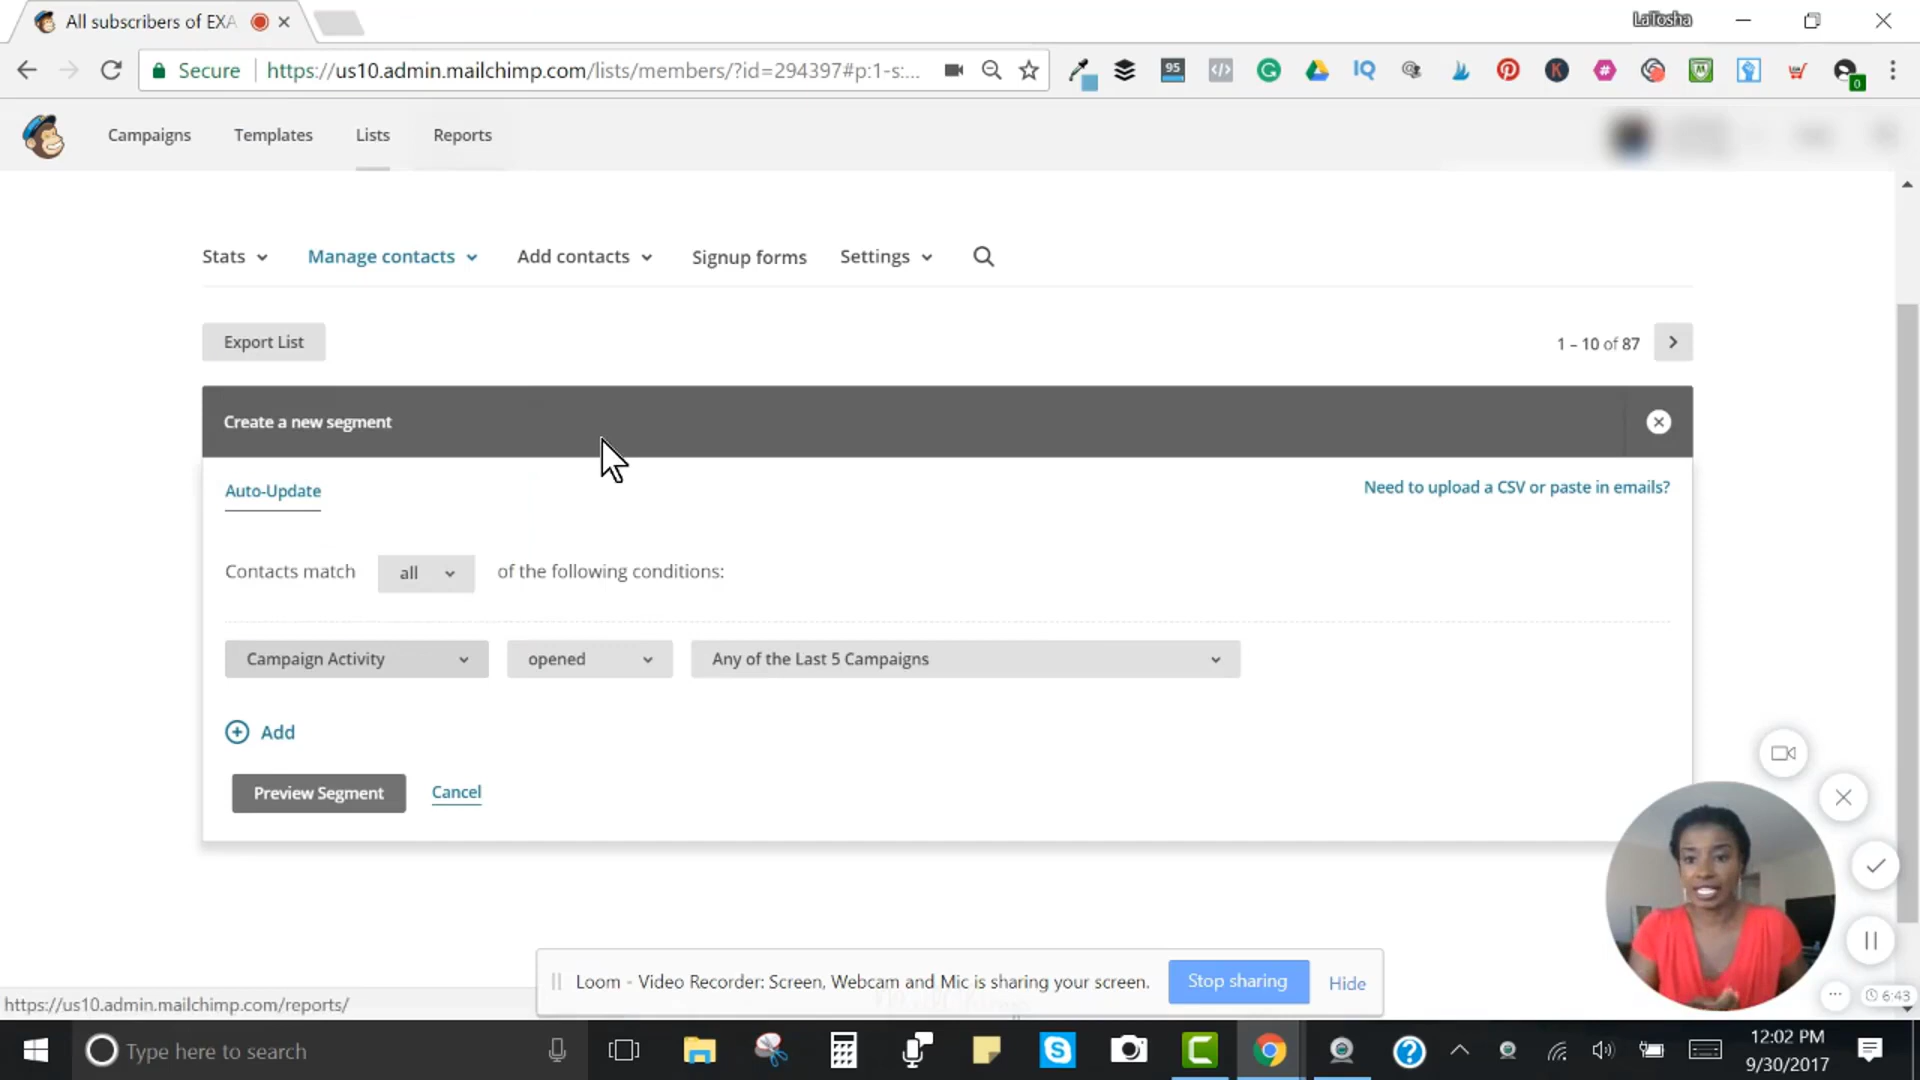 All subscribers of EXA
LaTosha
Secure
https://us10.admin.mailchimp.com/lists/members/?id=294397#p:1-s:...
95
IQ
0
Campaigns
Templates
Lists
Reports
Stats
Manage contacts
Add contacts
Signup forms
Settings
Export List
1 – 10 of 87
Create a new segment
Auto-Update
Need to upload a CSV or paste in emails?
Contacts match
all
of the following conditions:
Campaign Activity
opened
Any of the Last 5 Campaigns
Add
Preview Segment
Cancel
Loom - Video Recorder: Screen, Webcam and Mic is sharing your screen.
Stop sharing
Hide
6:43
https://us10.admin.mailchimp.com/reports/
Type here to search
12:02 PM
9/30/2017